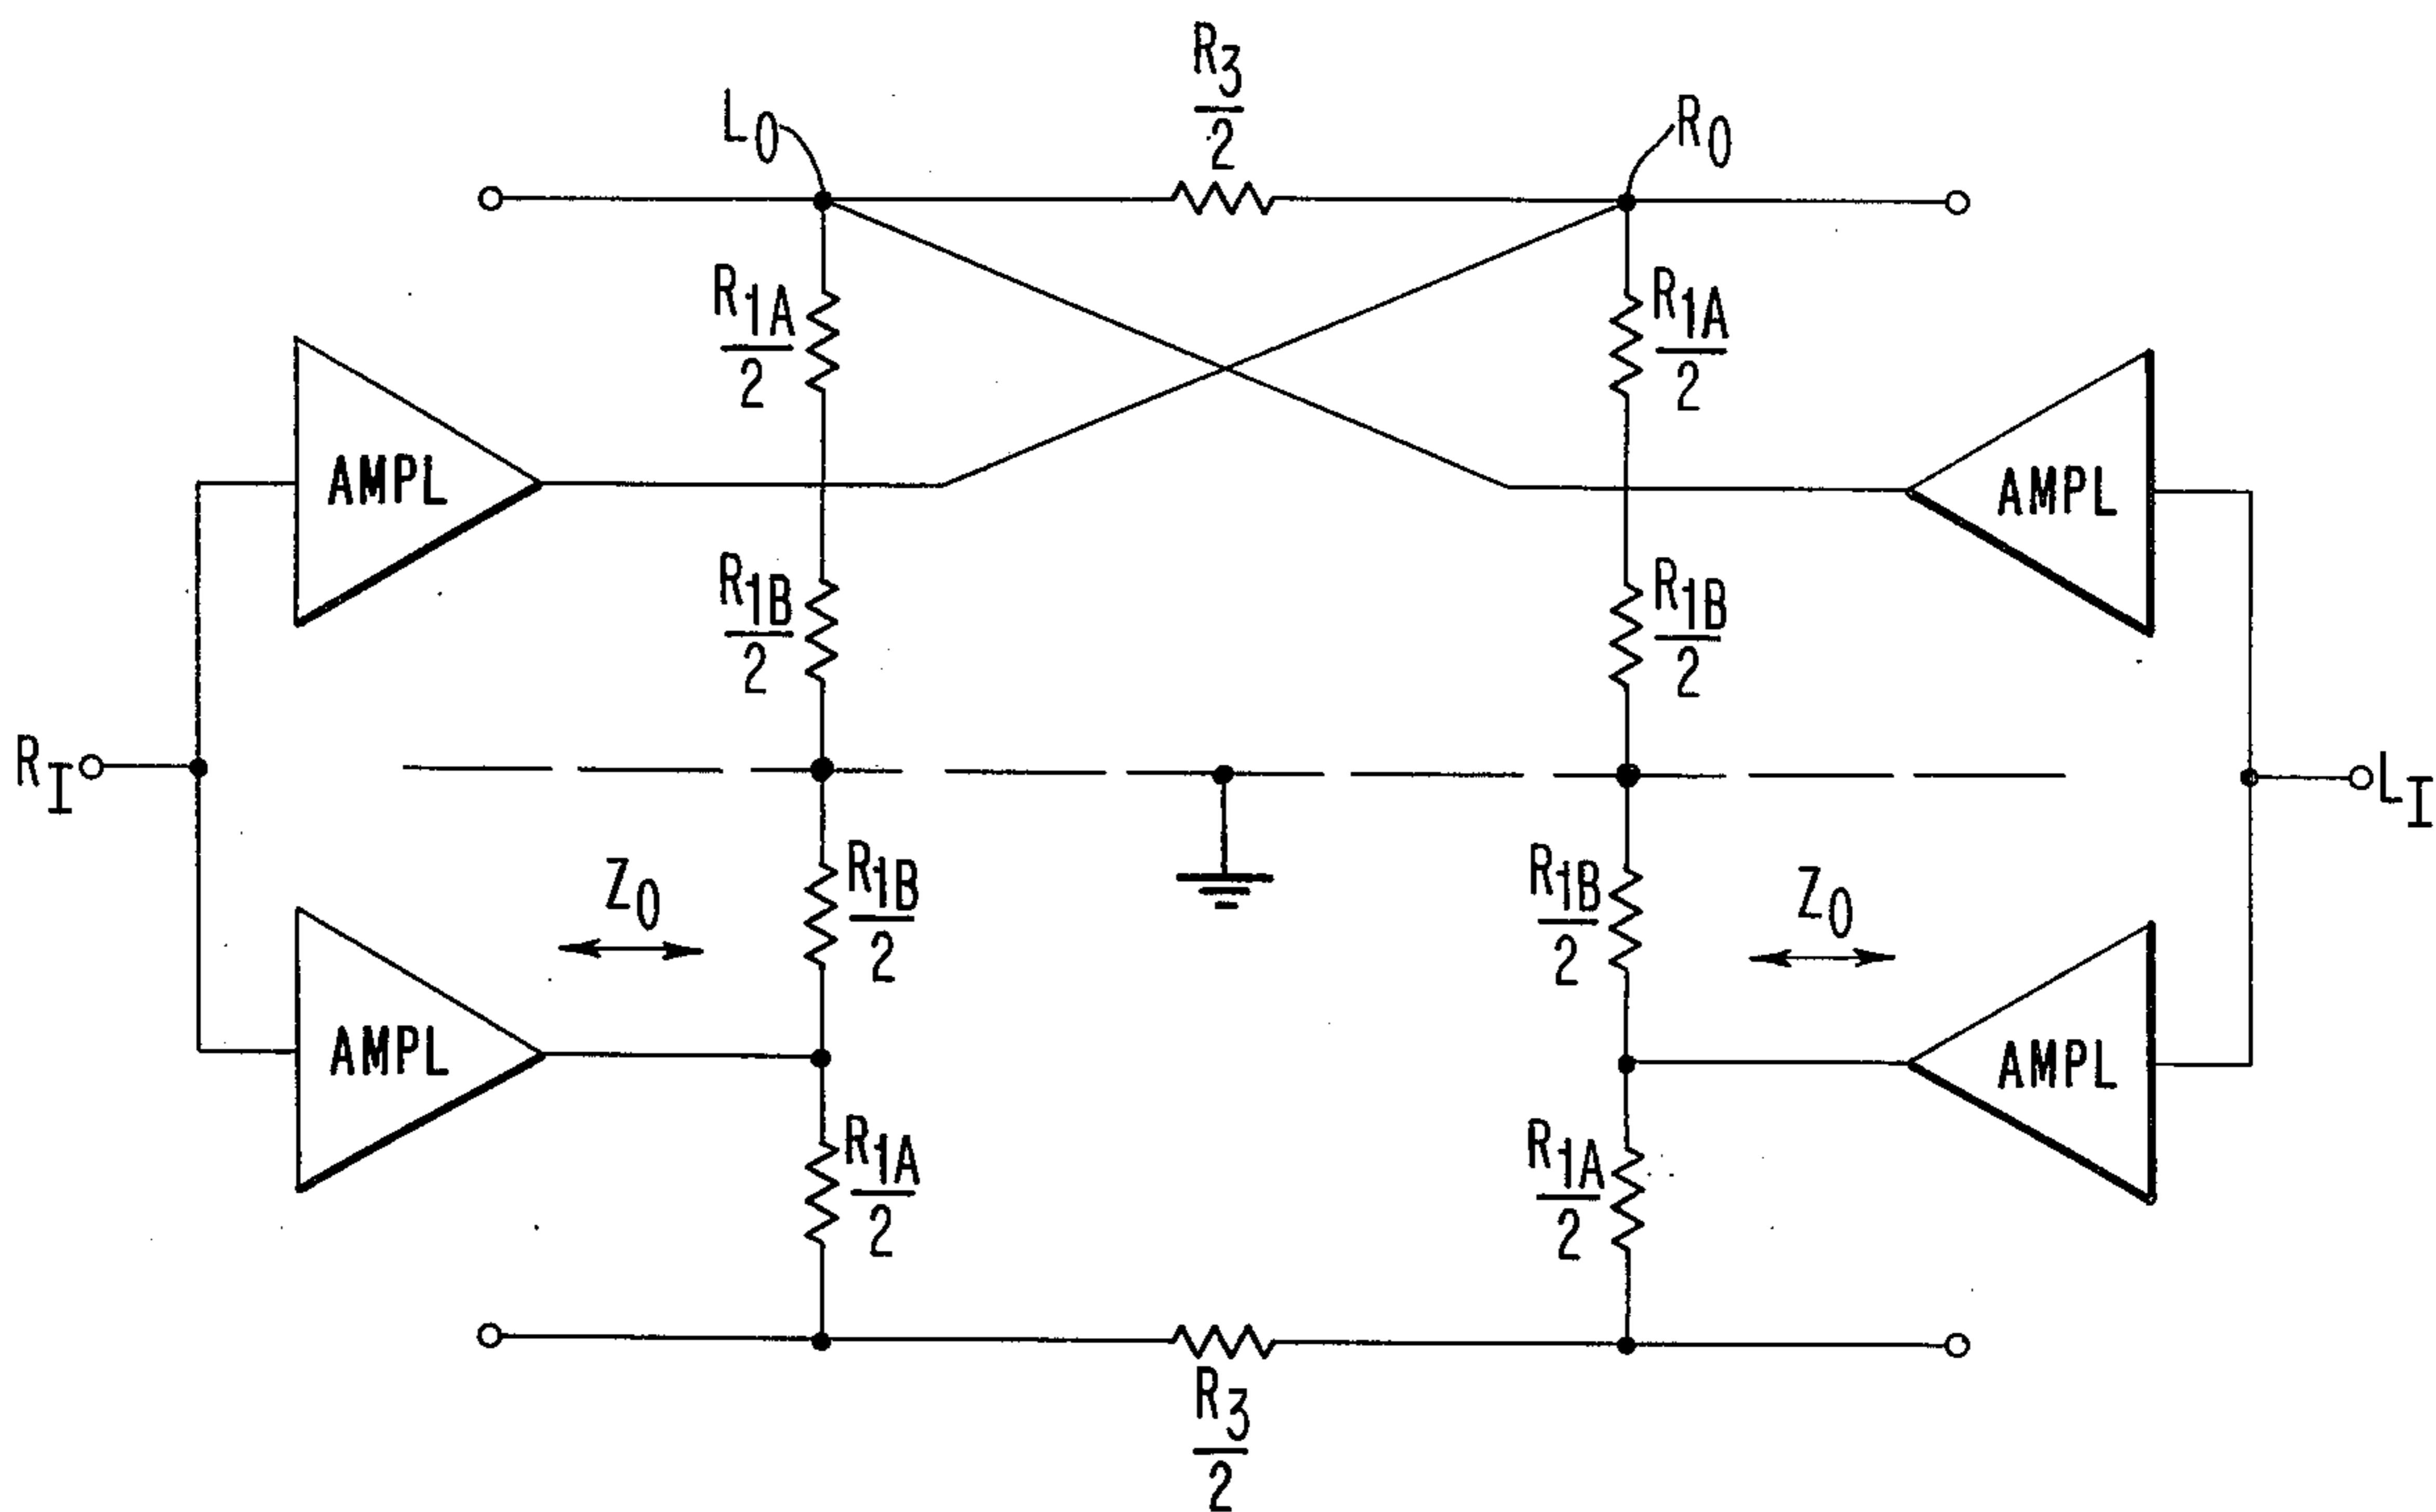 R3/2
L0
R0
R1A/2
R1A/2
AMPL
AMPL
R1B/2
R1B/2
RI
LI
Z0
R1B/2
R1B/2
Z0
AMPL
AMPL
R1A/2
R1A/2
R3/2